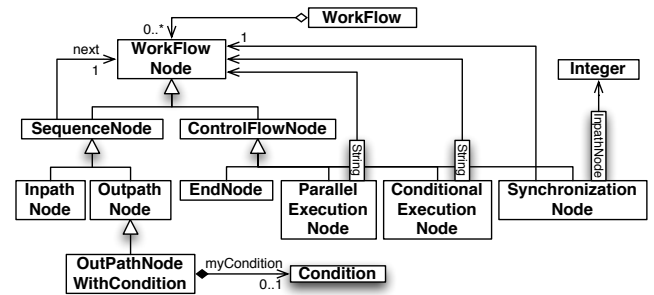 WorkFlow
0..*
1
next
1
WorkFlow
Node
Integer
SequenceNode
ControlFlowNode
String
String
InpathNode
Inpath
Node
Outpath
Node
EndNode
Parallel
Execution
Node
Conditional
Execution
Node
Synchronization
Node
OutPathNode
WithCondition
myCondition
0..1
Condition